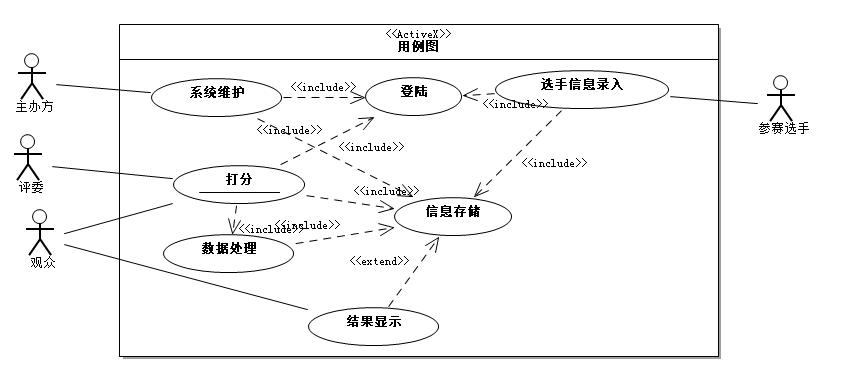 <<ActiveX>>
用例图
主办方
系统维护
<<include>>
登陆
<<include>>
选手信息录入
参赛选手
<<include>>
<<include>>
<<include>>
评委
打分
<<include>>
信息存储
观众
<<include>>
<<include>>
数据处理
<<extend>>
结果显示